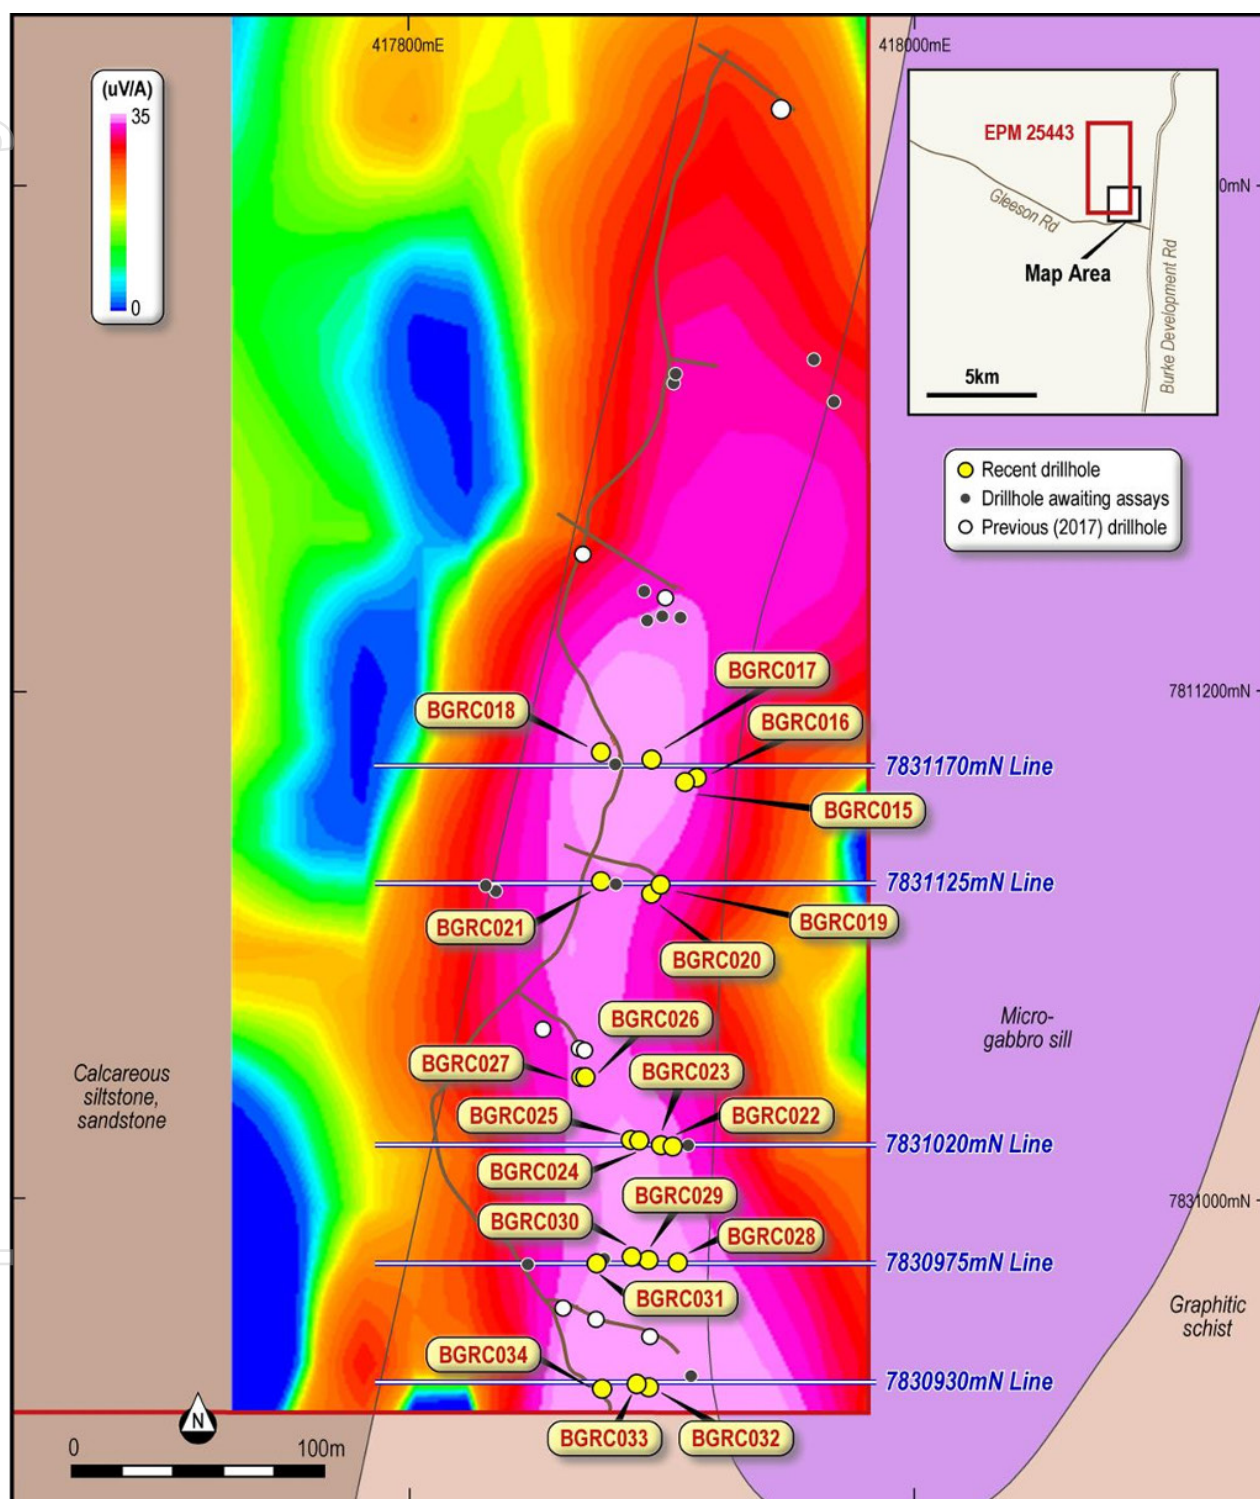 417800mE
418000mE
(uV/A)
35
0
EPM 25443
Gleeson Rd
Map Area
Burke Development Rd
5km
0mN
Recent drillhole
Drillhole awaiting assays
Previous (2017) drillhole
BGRC017
BGRC018
BGRC016
7811200mN
7831170mN Line
BGRC015
7831125mN Line
BGRC021
BGRC019
BGRC020
BGRC026
Micro-
gabbro sill
Calcareous
siltstone,
sandstone
BGRC027
BGRC023
BGRC025
BGRC022
7831020mN Line
BGRC024
BGRC029
7831000mN
BGRC030
BGRC028
7830975mN Line
BGRC031
Graphitic
schist
BGRC034
7830930mN Line
N
BGRC033
BGRC032
0
100m